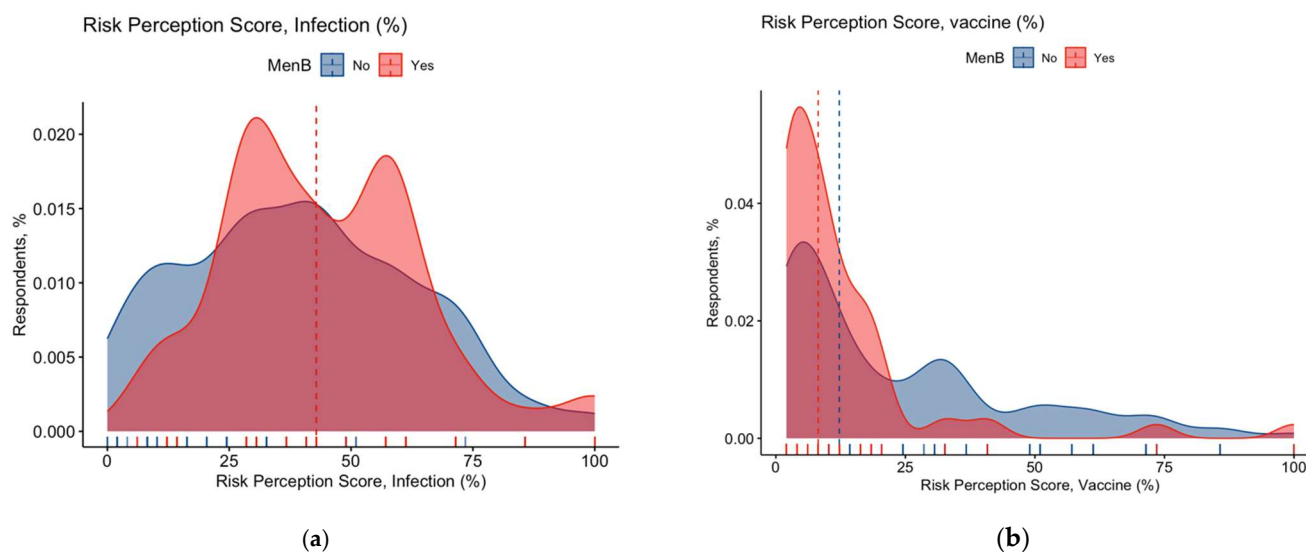 Risk Perception Score, Infection (%)
MenB No Yes
0.020
0.015
0.010
0.005
0.000
Respondents, %
0 25 50 75 100
Risk Perception Score, Infection (%)
(a)
Risk Perception Score, vaccine (%)
MenB No Yes
0.04
0.02
0.00
Respondents, %
0 25 50 75 100
Risk Perception Score, Vaccine (%)
(b)